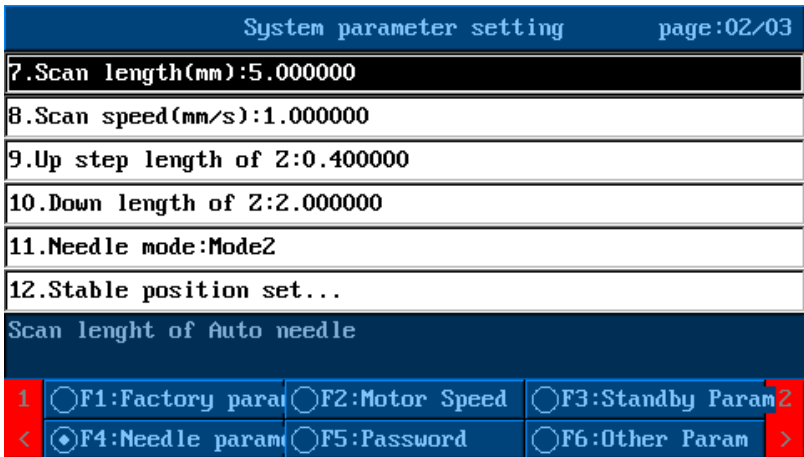 System parameter setting page:02/03
7.Scan length(mm):5.000000
8.Scan speed(mm/s):1.000000
9.Up step length of Z:0.400000
10.Down length of Z:2.000000
11.Needle mode:Mode2
12.Stable position set...
Scan lenght of Auto needle
1 F1:Factory para F2:Motor Speed F3:Standby Param 2
< F4:Needle param F5:Password F6:Other Param >